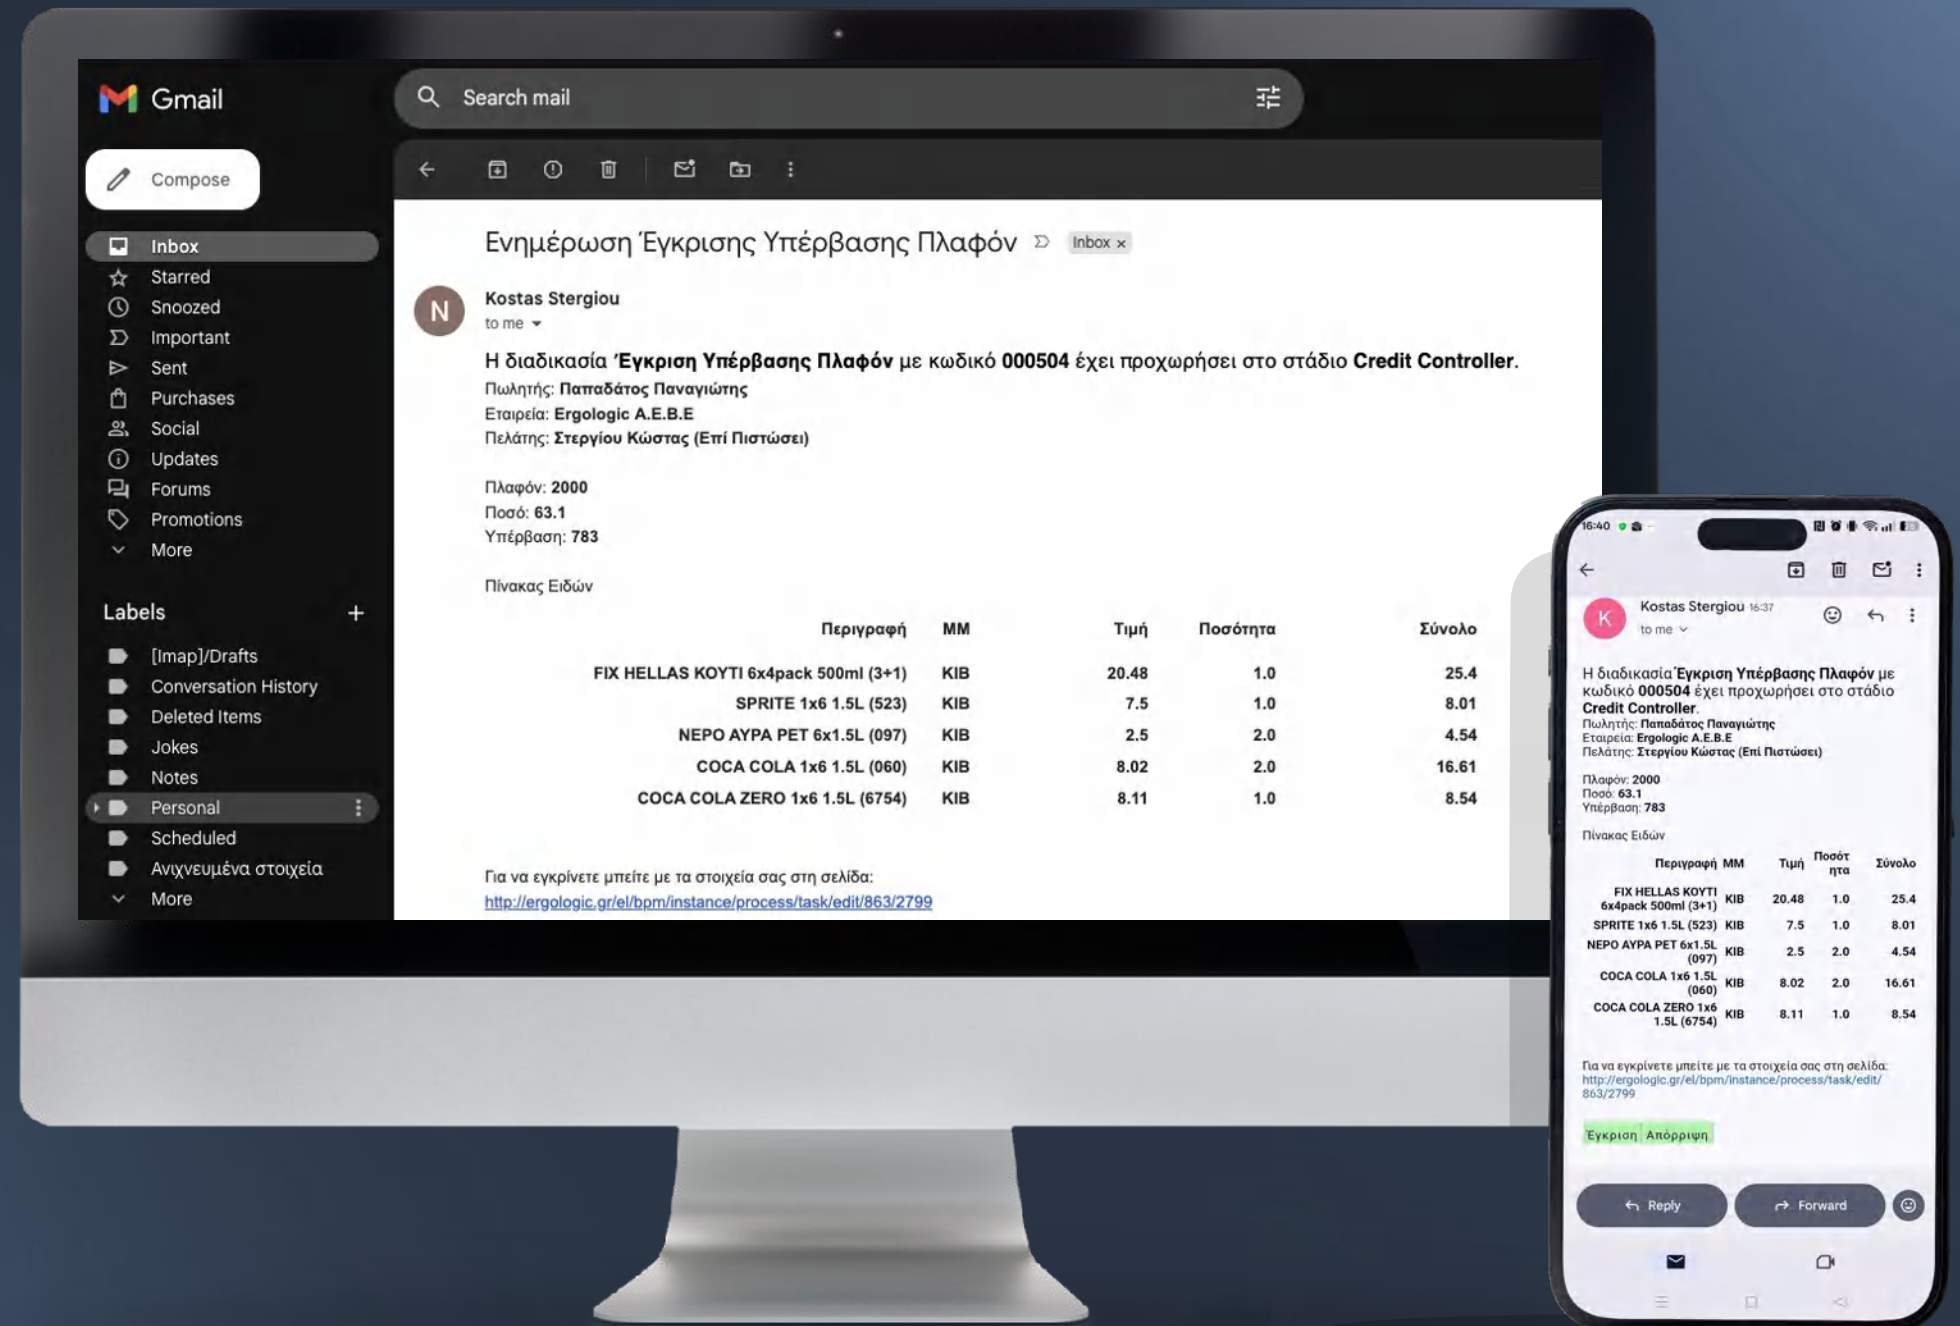 Gmail
Search mail
Compose
Inbox
Starred
Snoozed
Important
Sent
Purchases
Social
Updates
Forums
Promotions
More
Labels +
[Imap]/Drafts
Conversation History
Deleted Items
Jokes
Notes
Personal
Scheduled
Ανιχνευμένα στοιχεία
More
Ενημέρωση Έγκρισης Υπέρβασης Πλαφόν Inbox x
N
Kostas Stergiou
to me
Η διαδικασία Έγκριση Υπέρβασης Πλαφόν με κωδικό 000504 έχει προχωρήσει στο στάδιο Credit Controller.
Πωλητής: Παπαδάτος Παναγιώτης
Εταιρεία: Ergologic A.E.B.E
Πελάτης: Στεργίου Κώστας (Επί Πιστώσει)
Πλαφόν: 2000
Ποσό: 63.1
Υπέρβαση: 783
Πίνακας Ειδών
Περιγραφή ΜΜ Τιμή Ποσότητα Σύνολο
FIX HELLAS ΚΟΥΤΙ 6x4pack 500ml (3+1) ΚΙΒ 20.48 1.0 25.4
SPRITE 1x6 1.5L (523) ΚΙΒ 7.5 1.0 8.01
ΝΕΡΟ ΑΥΡΑ PET 6x1.5L (097) ΚΙΒ 2.5 2.0 4.54
COCA COLA 1x6 1.5L (060) ΚΙΒ 8.02 2.0 16.61
COCA COLA ZERO 1x6 1.5L (6754) ΚΙΒ 8.11 1.0 8.54
Για να εγκρίνετε μπείτε με τα στοιχεία σας στη σελίδα:
http://ergologic.gr/el/bpm/instance/process/task/edit/863/2799
16:40
K
Kostas Stergiou 16:37
to me
Η διαδικασία Έγκριση Υπέρβασης Πλαφόν με
κωδικό 000504 έχει προχωρήσει στο στάδιο
Credit Controller.
Πωλητής: Παπαδάτος Παναγιώτης
Εταιρεία: Ergologic A.E.B.E
Πελάτης: Στεργίου Κώστας (Επί Πιστώσει)
Πλαφόν: 2000
Ποσό: 63.1
Υπέρβαση: 783
Πίνακας Ειδών
Περιγραφή ΜΜ Τιμή Ποσότ
ητα Σύνολο
FIX HELLAS ΚΟΥΤΙ
6x4pack 500ml (3+1) ΚΙΒ 20.48 1.0 25.4
SPRITE 1x6 1.5L (523) ΚΙΒ 7.5 1.0 8.01
ΝΕΡΟ ΑΥΡΑ PET 6x1.5L
(097) ΚΙΒ 2.5 2.0 4.54
COCA COLA 1x6 1.5L
(060) ΚΙΒ 8.02 2.0 16.61
COCA COLA ZERO 1x6
1.5L (6754) ΚΙΒ 8.11 1.0 8.54
Για να εγκρίνετε μπείτε με τα στοιχεία σας στη σελίδα:
http://ergologic.gr/el/bpm/instance/process/task/edit/
863/2799
Έγκριση Απόρριψη
Reply Forward